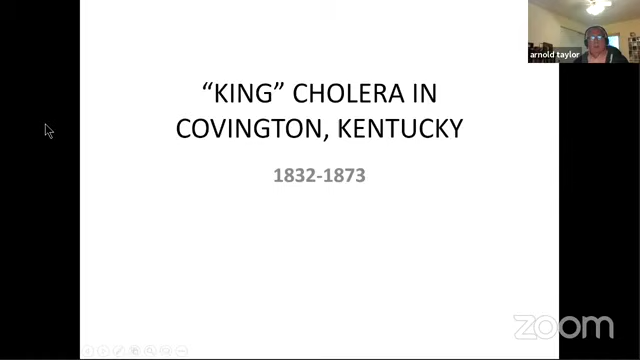 arnold taylor
“KING” CHOLERA IN
COVINGTON, KENTUCKY
1832-1873
zoom